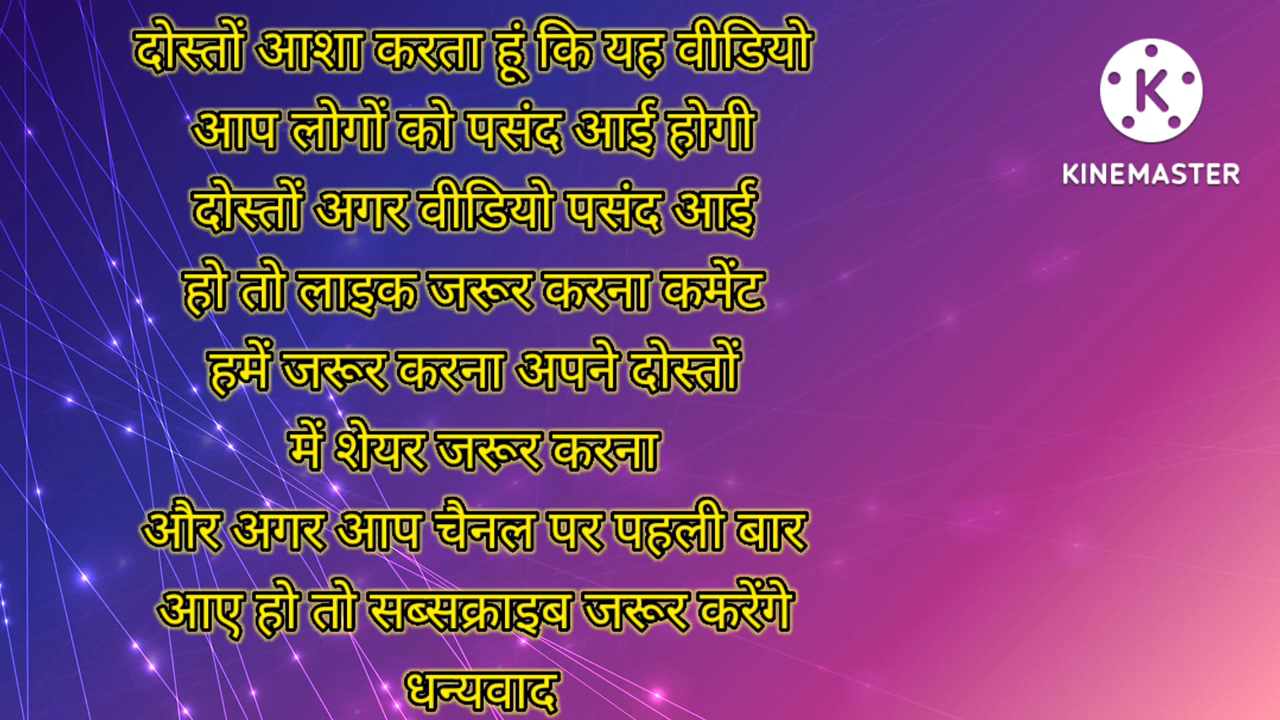 दोस्तों आशा करता हूं कि यह वीडियो
आप लोगों को पसंद आई होगी
दोस्तों अगर वीडियो पसंद आई
हो तो लाइक जरूर करना कमेंट
हमें जरूर करना अपने दोस्तों
में शेयर जरूर करना
और अगर आप चैनल पर पहली बार
आए हो तो सब्सक्राइब जरूर करेंगे
धन्यवाद
K
KINEMASTER